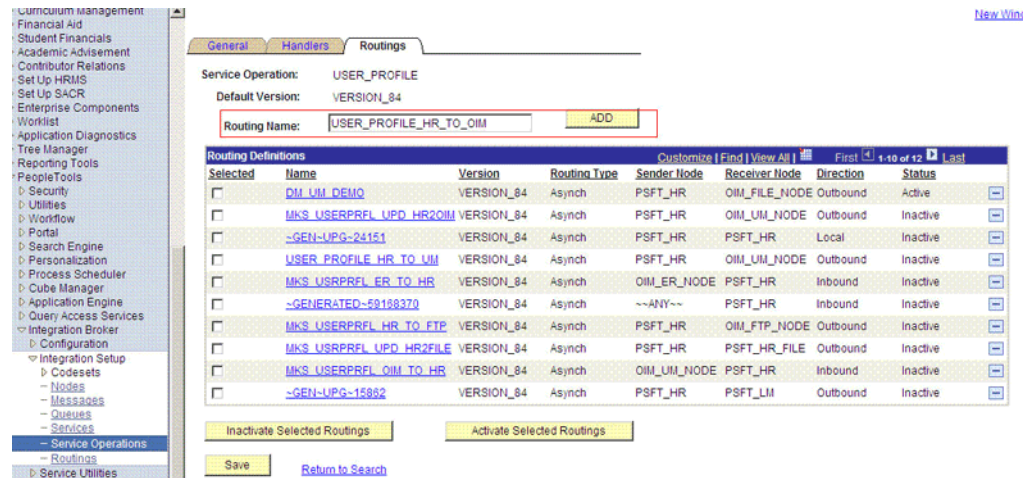 Curriculum Management
Financial Aid
Student Financials
Academic Advisement
Contributor Relations
Set Up HRMS
Set Up SACR
Enterprise Components
Worklist
Application Diagnostics
Tree Manager
Reporting Tools
PeopleTools
Security
Utilities
Workflow
Portal
Search Engine
Personalization
Process Scheduler
Cube Manager
Application Engine
Query Access Services
Integration Broker
Configuration
Integration Setup
Codesets
– Nodes
– Messages
– Queues
– Services
– Service Operations
– Routings
Service Utilities
New Wind
General Handlers Routings
Service Operation: USER_PROFILE
Default Version: VERSION_84
Routing Name: USER_PROFILE_HR_TO_OIM ADD
Routing Definitions Customize | Find | View All | First 1-10 of 12 Last
Selected Name Version Routing Type Sender Node Receiver Node Direction Status
DM_UM_DEMO VERSION_84 Asynch PSFT_HR OIM_FILE_NODE Outbound Active
MKS_USERPRFL_UPD_HR2OIM VERSION_84 Asynch PSFT_HR OIM_UM_NODE Outbound Inactive
~GEN~UPG~24151 VERSION_84 Asynch PSFT_HR PSFT_HR Local Inactive
USER_PROFILE_HR_TO_UM VERSION_84 Asynch PSFT_HR OIM_UM_NODE Outbound Inactive
MKS_USRPRFL_ER_TO_HR VERSION_84 Asynch OIM_ER_NODE PSFT_HR Inbound Inactive
~GENERATED~59168370 VERSION_84 Asynch ~~ANY~~ PSFT_HR Inbound Inactive
MKS_USERPRFL_HR_TO_FTP VERSION_84 Asynch PSFT_HR OIM_FTP_NODE Outbound Inactive
MKS_USRPRFL_UPD_HR2FILE VERSION_84 Asynch PSFT_HR PSFT_HR_FILE Outbound Inactive
MKS_USERPRFL_OIM_TO_HR VERSION_84 Asynch OIM_UM_NODE PSFT_HR Inbound Inactive
~GEN~UPG~15862 VERSION_84 Asynch PSFT_HR PSFT_LM Outbound Inactive
Inactivate Selected Routings Activate Selected Routings
Save Return to Search